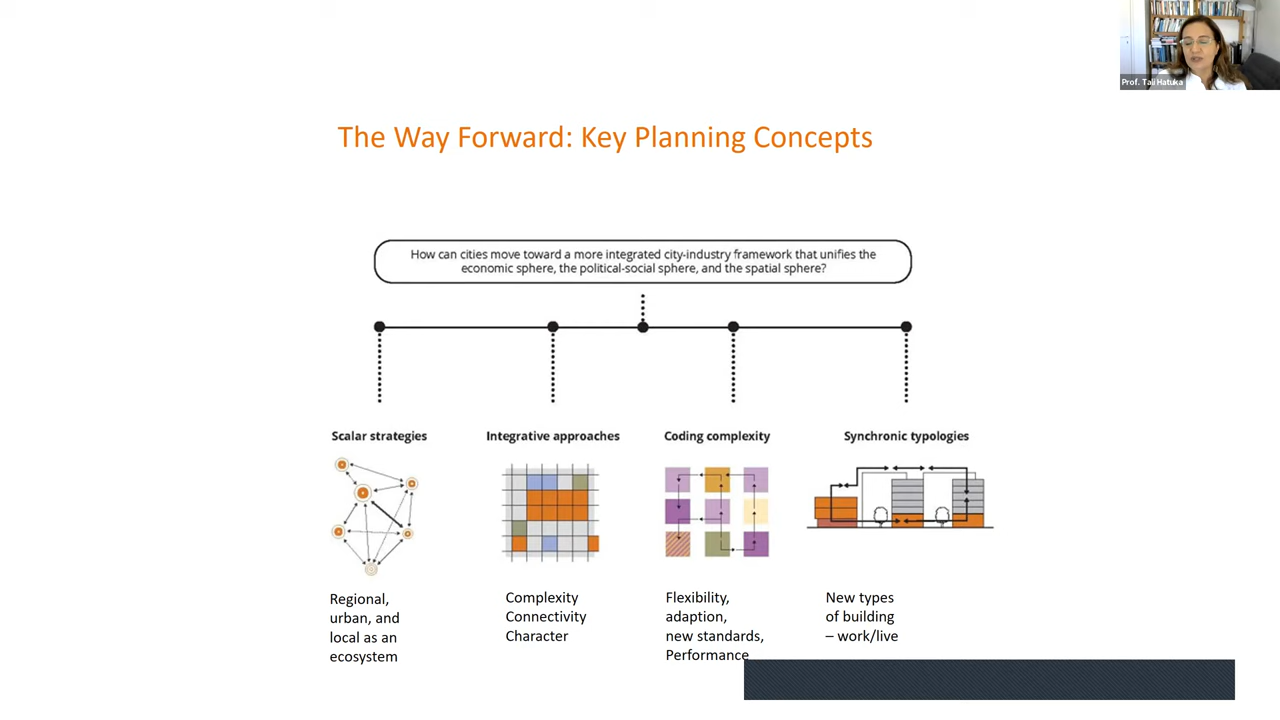 Prof. Tali Hatuka
The Way Forward: Key Planning Concepts
How can cities move toward a more integrated city-industry framework that unifies the
economic sphere, the political-social sphere, and the spatial sphere?
Scalar strategies
Integrative approaches
Coding complexity
Synchronic typologies
Regional,
urban, and
local as an
ecosystem
Complexity
Connectivity
Character
Flexibility,
adaption,
new standards,
Performance
New types
of building
– work/live